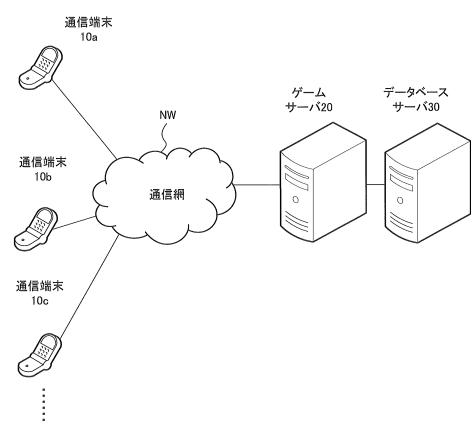 通信端末
10a
NW
ゲーム
サーバ20
データベース
サーバ30
通信端末
10b
通信網
通信端末
10c